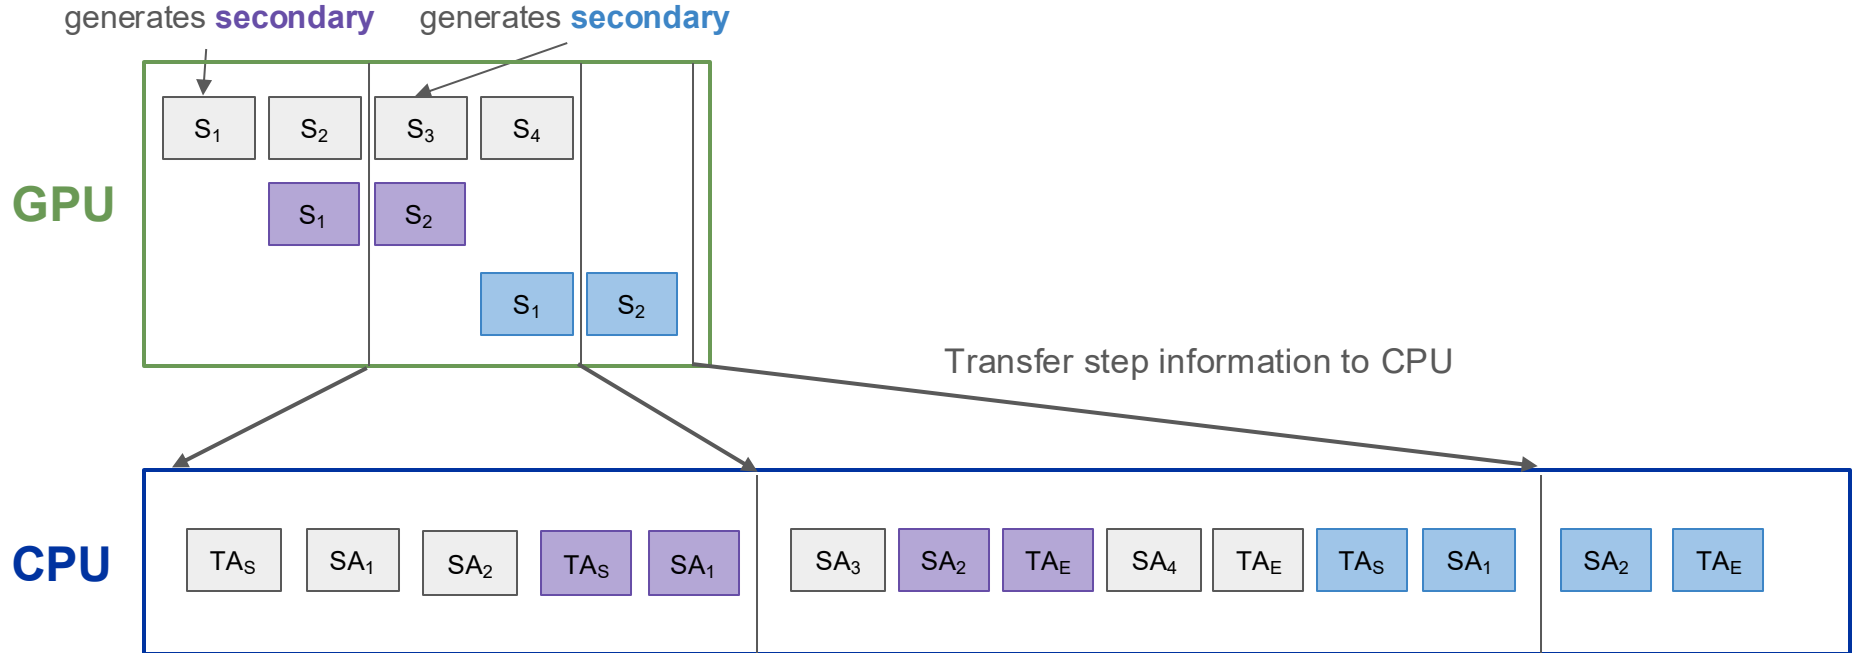 generates secondary
generates secondary
S1 S2 S3 S4
GPU
S1 S2
S1 S2
Transfer step information to CPU
CPU
TAS SA1 SA2 TAS SA1 SA3 SA2 TAE SA4 TAE TAS SA1 SA2 TAE